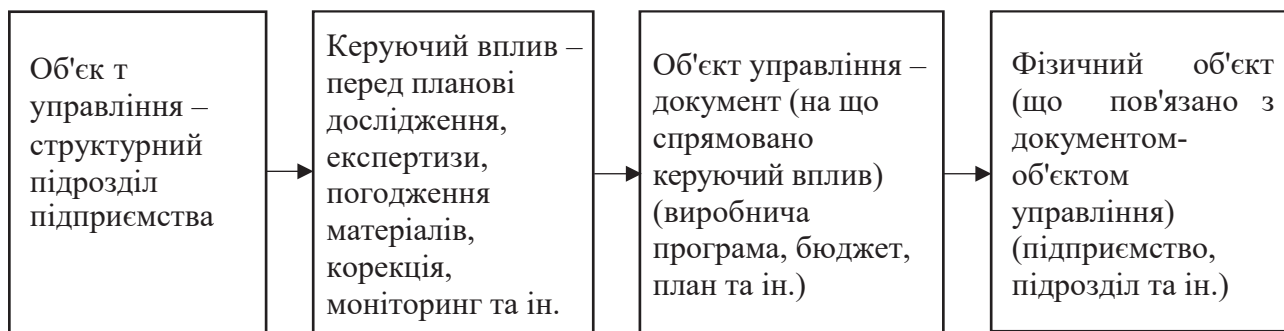 Об'єк т
управління –
структурний
підрозділ
підприємства
Керуючий вплив –
перед планові
дослідження,
експертизи,
погодження
матеріалів,
корекція,
моніторинг та ін.
Об'єкт управління –
документ (на що
спрямовано
керуючий вплив)
(виробнича
програма, бюджет,
план та ін.)
Фізичний об'єкт
(що пов'язано з
документом-
об'єктом
управління)
(підприємство,
підрозділ та ін.)